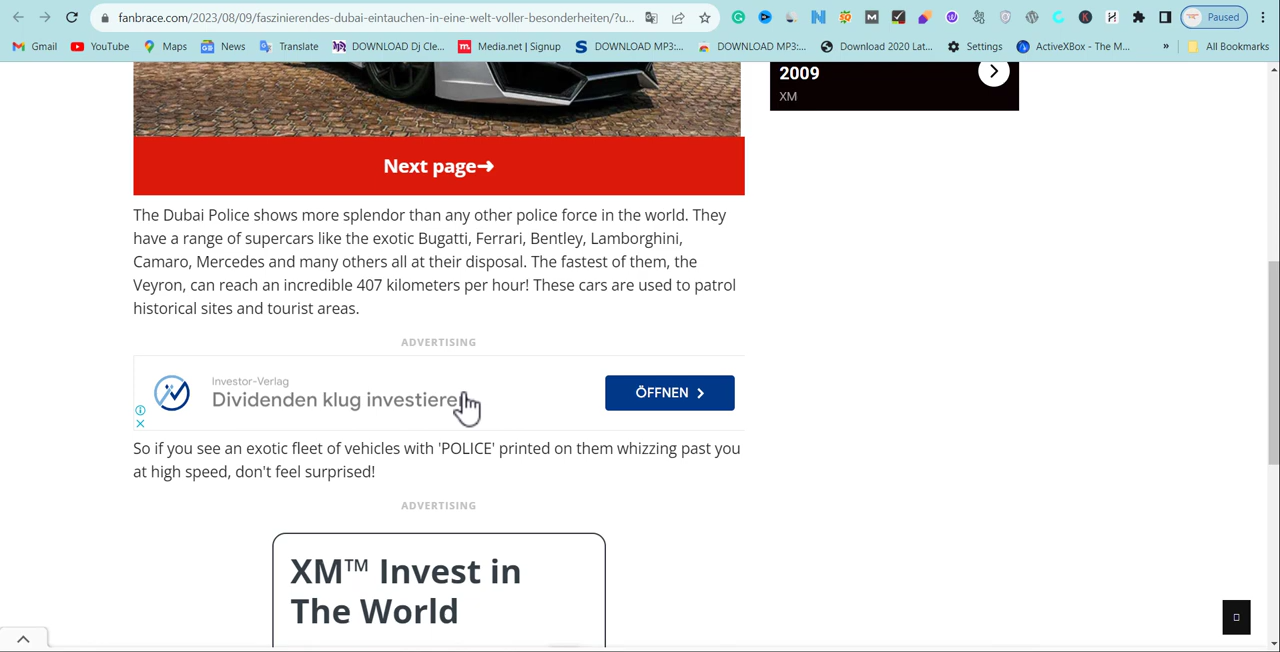 fanbrace.com/2023/08/09/faszinierendes-dubai-eintauchen-in-eine-welt-voller-besonderheiten/?u...
Paused
Gmail
YouTube
Maps
News
Translate
DOWNLOAD Dj Cle...
Media.net | Signup
DOWNLOAD MP3:...
DOWNLOAD MP3:...
Download 2020 Lat...
Settings
ActiveXBox - The M...
»
All Bookmarks
2009
XM
Next page➜
The Dubai Police shows more splendor than any other police force in the world. They
have a range of supercars like the exotic Bugatti, Ferrari, Bentley, Lamborghini,
Camaro, Mercedes and many others all at their disposal. The fastest of them, the
Veyron, can reach an incredible 407 kilometers per hour! These cars are used to patrol
historical sites and tourist areas.
ADVERTISING
Investor-Verlag
Dividenden klug investieren
ÖFFNEN
So if you see an exotic fleet of vehicles with 'POLICE' printed on them whizzing past you
at high speed, don't feel surprised!
ADVERTISING
XM™ Invest in
The World